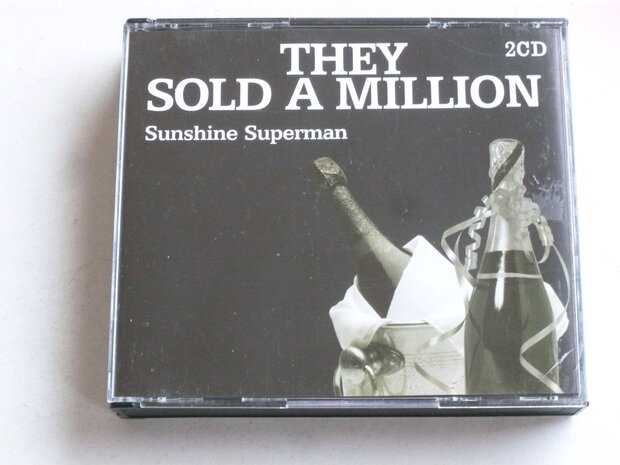 THEY
2CD
SOLD A MILLION
Sunshine Superman